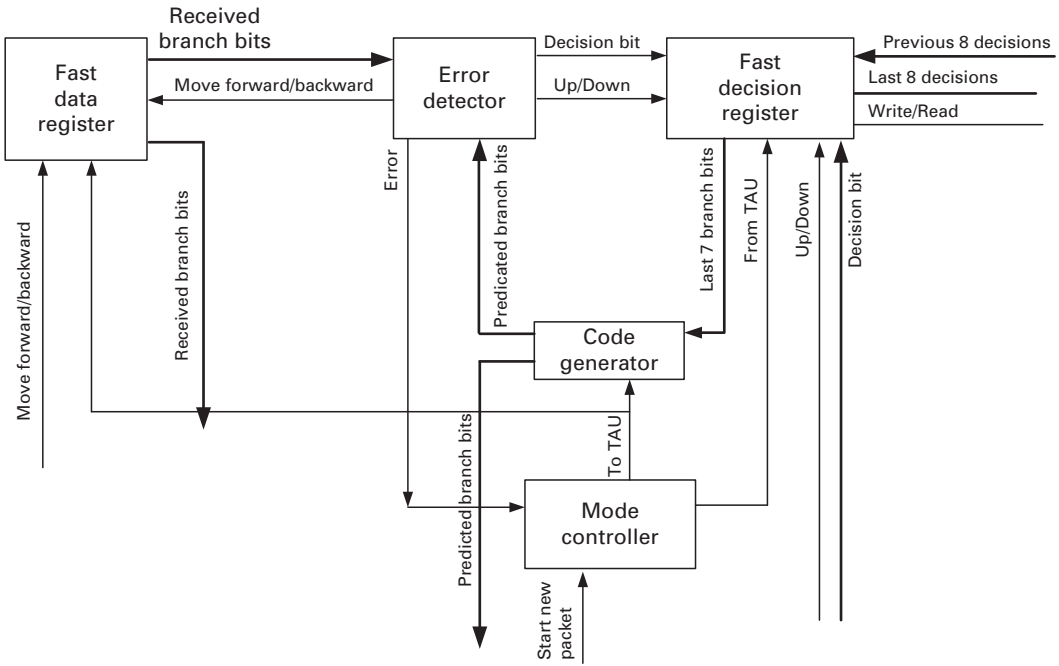 Received
branch bits
Fast
data
register
Move forward/backward
Error
detector
Decision bit
Up/Down
Fast
decision
register
Previous 8 decisions
Last 8 decisions
Write/Read
Move forward/backward
Received branch bits
Error
Predicated branch bits
Last 7 branch bits
From TAU
Up/Down
Decision bit
Code
generator
Predicted branch bits
To TAU
Mode
controller
Start new
packet